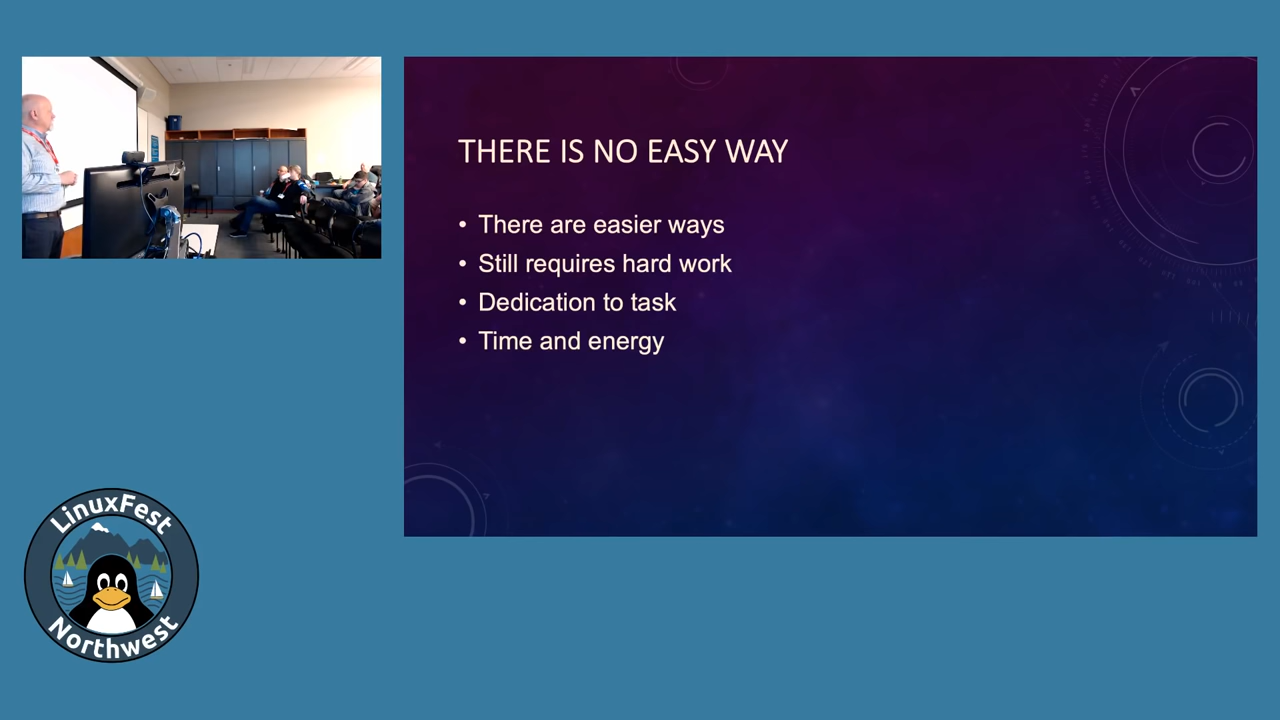 THERE IS NO EASY WAY
• There are easier ways
• Still requires hard work
• Dedication to task
• Time and energy
LinuxFest
Northwest